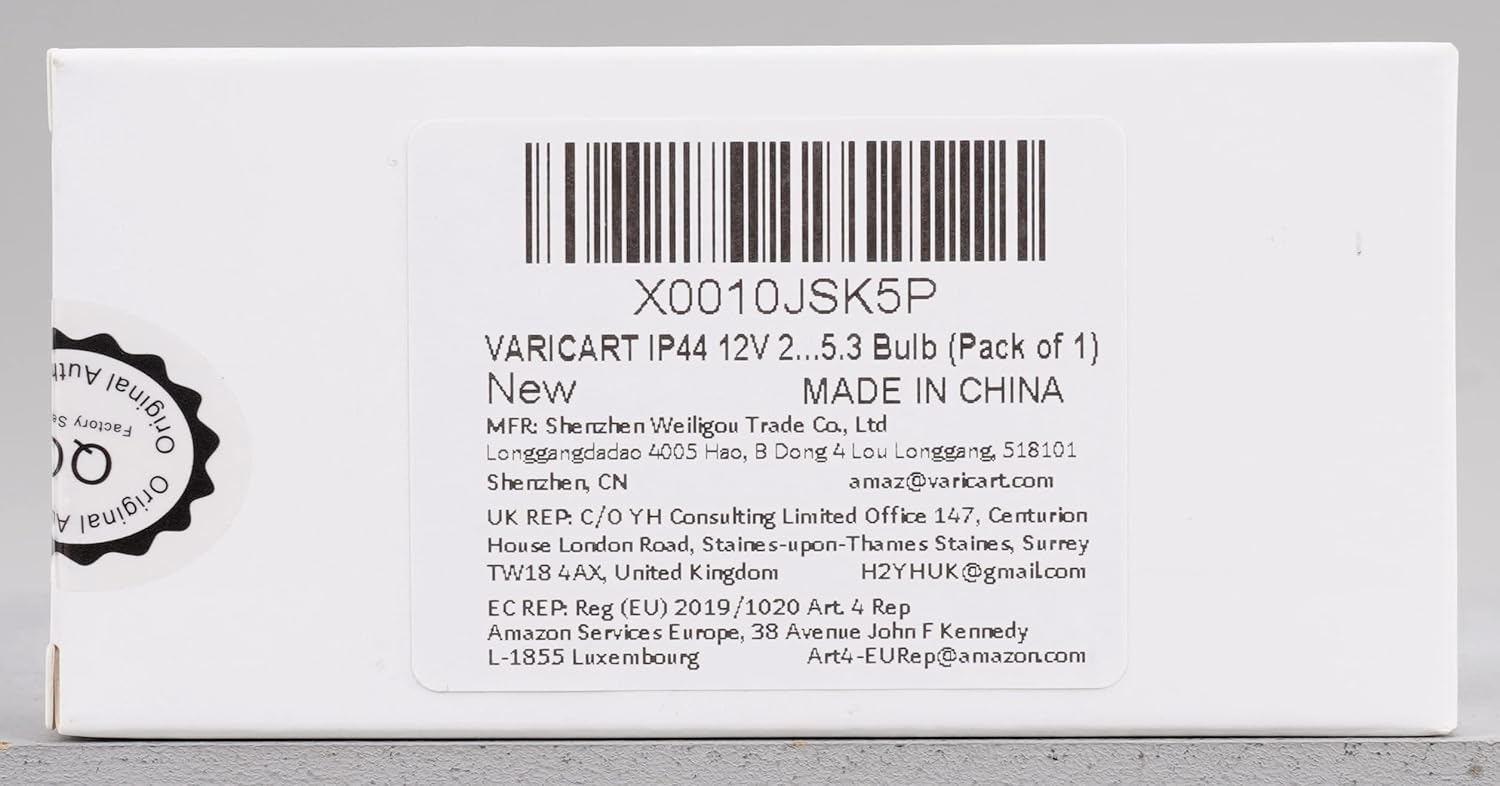 X0010JSK5P
VARICART IP44 12V 2...5.3 Bulb (Pack of 1)
New MADE IN CHINA
MFR: Shenzhen Weiligou Trade Co., Ltd
Longgangdadao 4005 Hao, B Dong 4 Lou Longgang, 518101
Shenzhen, CN amaz@varicart.com
UK REP: C/O YH Consulting Limited Office 147, Centurion
House London Road, Staines-upon-Thames Staines, Surrey
TW18 4AX, United Kingdom H2YHUK@gmail.com
EC REP: Reg (EU) 2019/1020 Art. 4 Rep
Amazon Services Europe, 38 Avenue John F Kennedy
L-1855 Luxembourg Art4-EURep@amazon.com
Original
Factory
Original